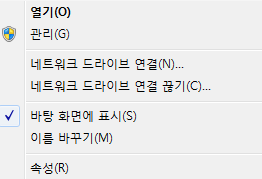 열기(O)
관리(G)
네트워크 드라이브 연결(N)...
네트워크 드라이브 연결 끊기(C)...
바탕 화면에 표시(S)
이름 바꾸기(M)
속성(R)